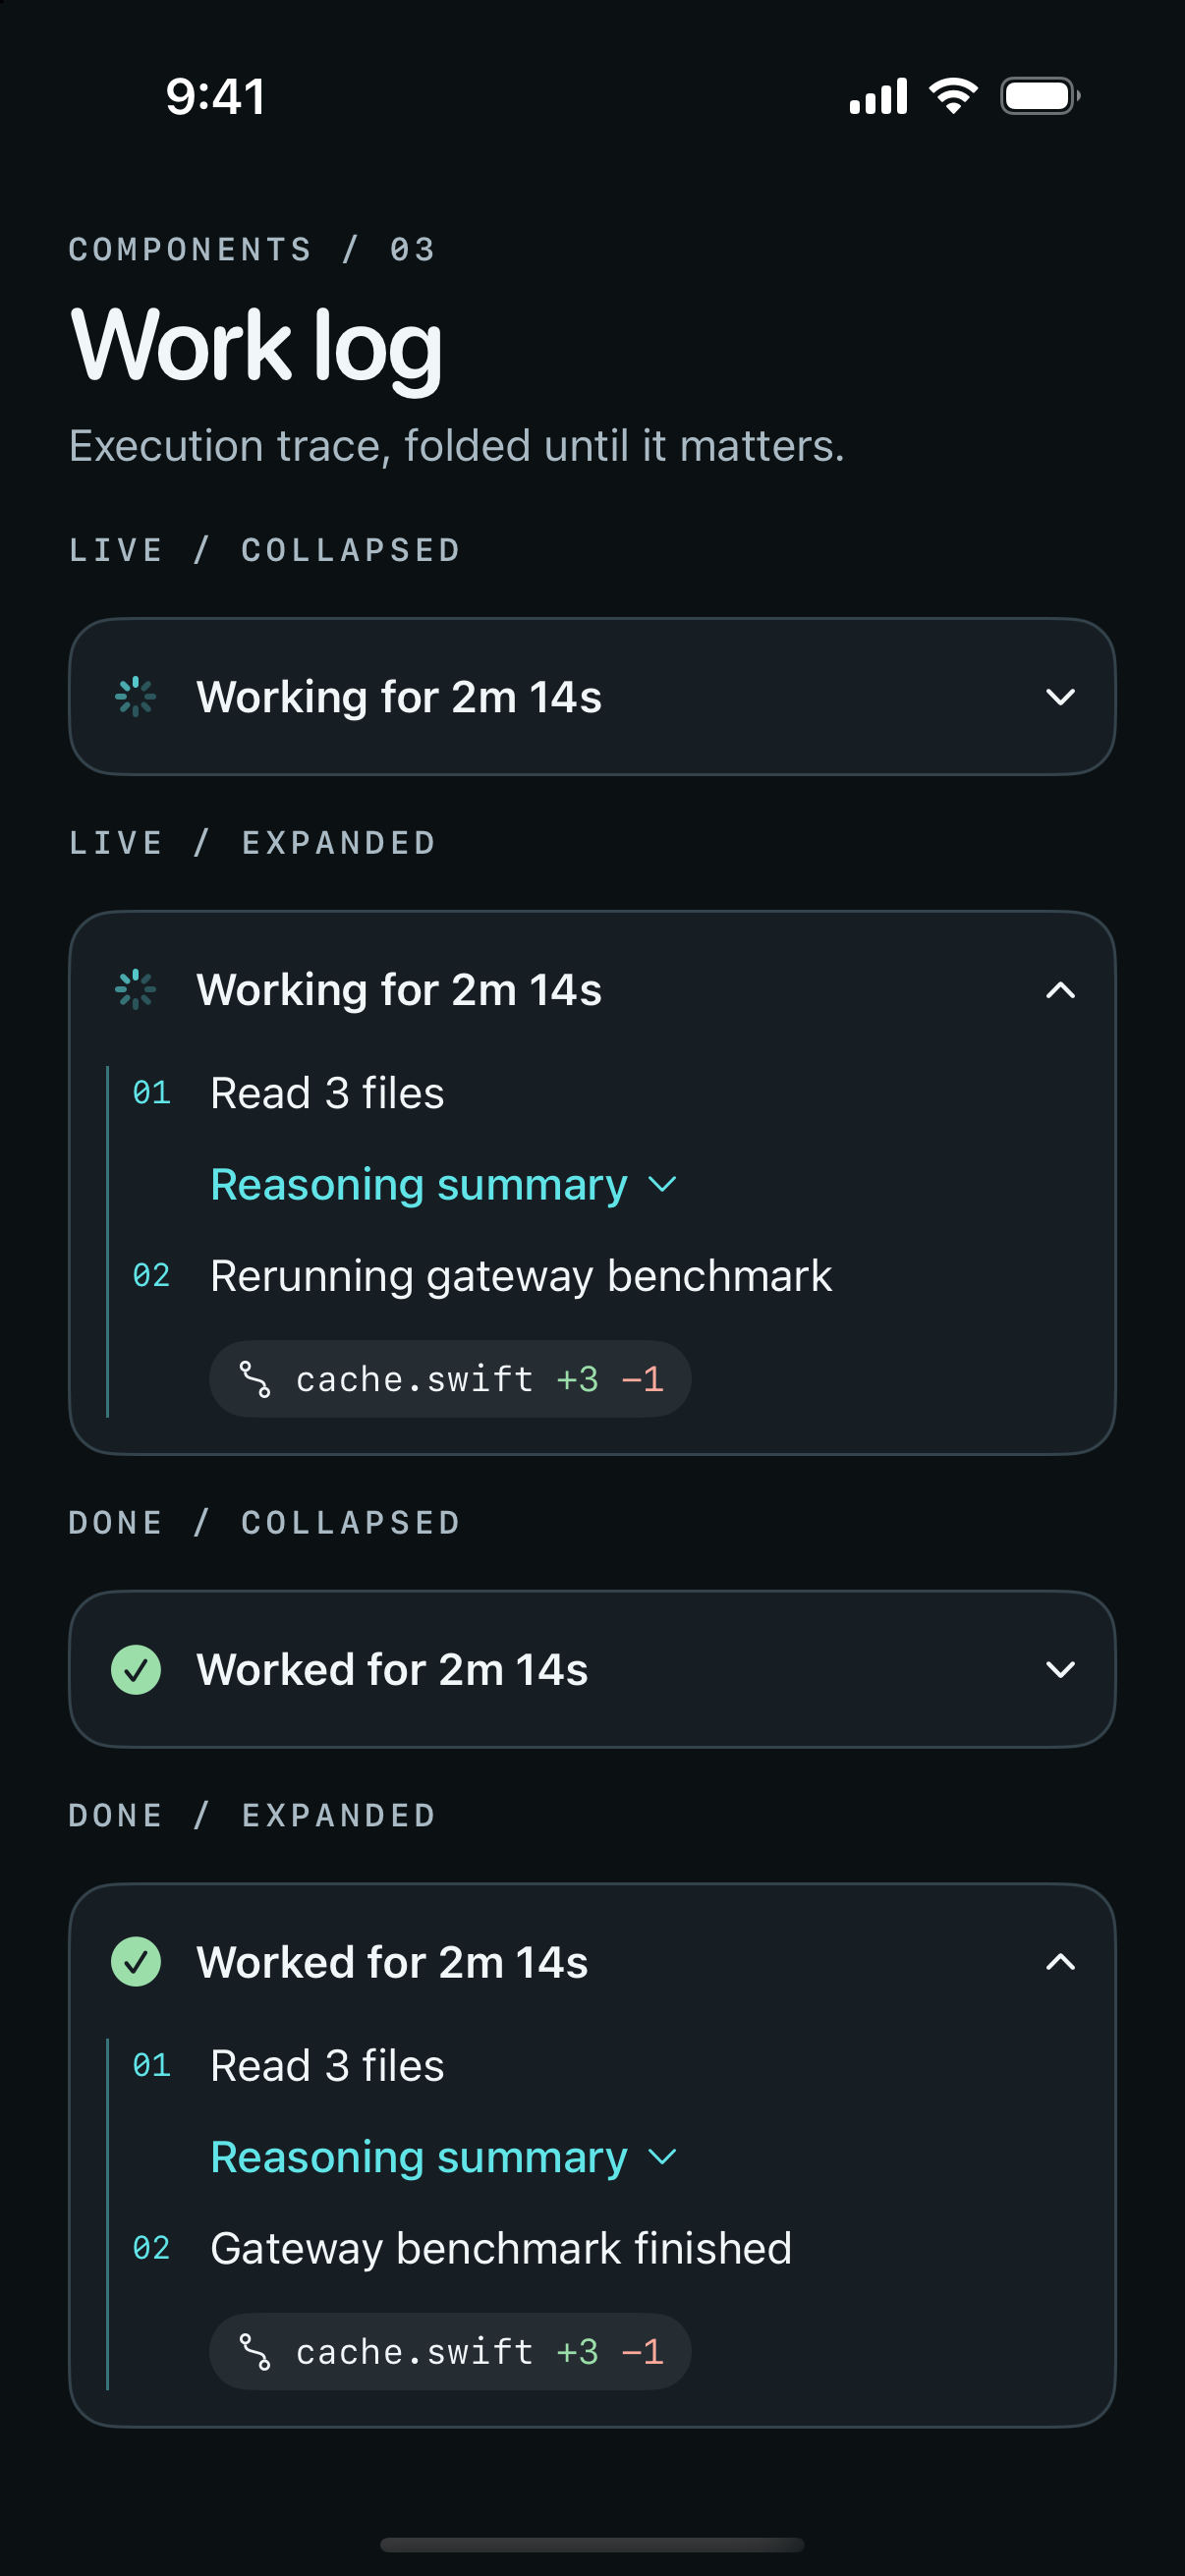 9:41
COMPONENTS / 03
Work log
Execution trace, folded until it matters.
LIVE / COLLAPSED
Working for 2m 14s
LIVE / EXPANDED
Working for 2m 14s
01 Read 3 files
Reasoning summary
02 Rerunning gateway benchmark
cache.swift +3 −1
DONE / COLLAPSED
Worked for 2m 14s
DONE / EXPANDED
Worked for 2m 14s
01 Read 3 files
Reasoning summary
02 Gateway benchmark finished
cache.swift +3 −1